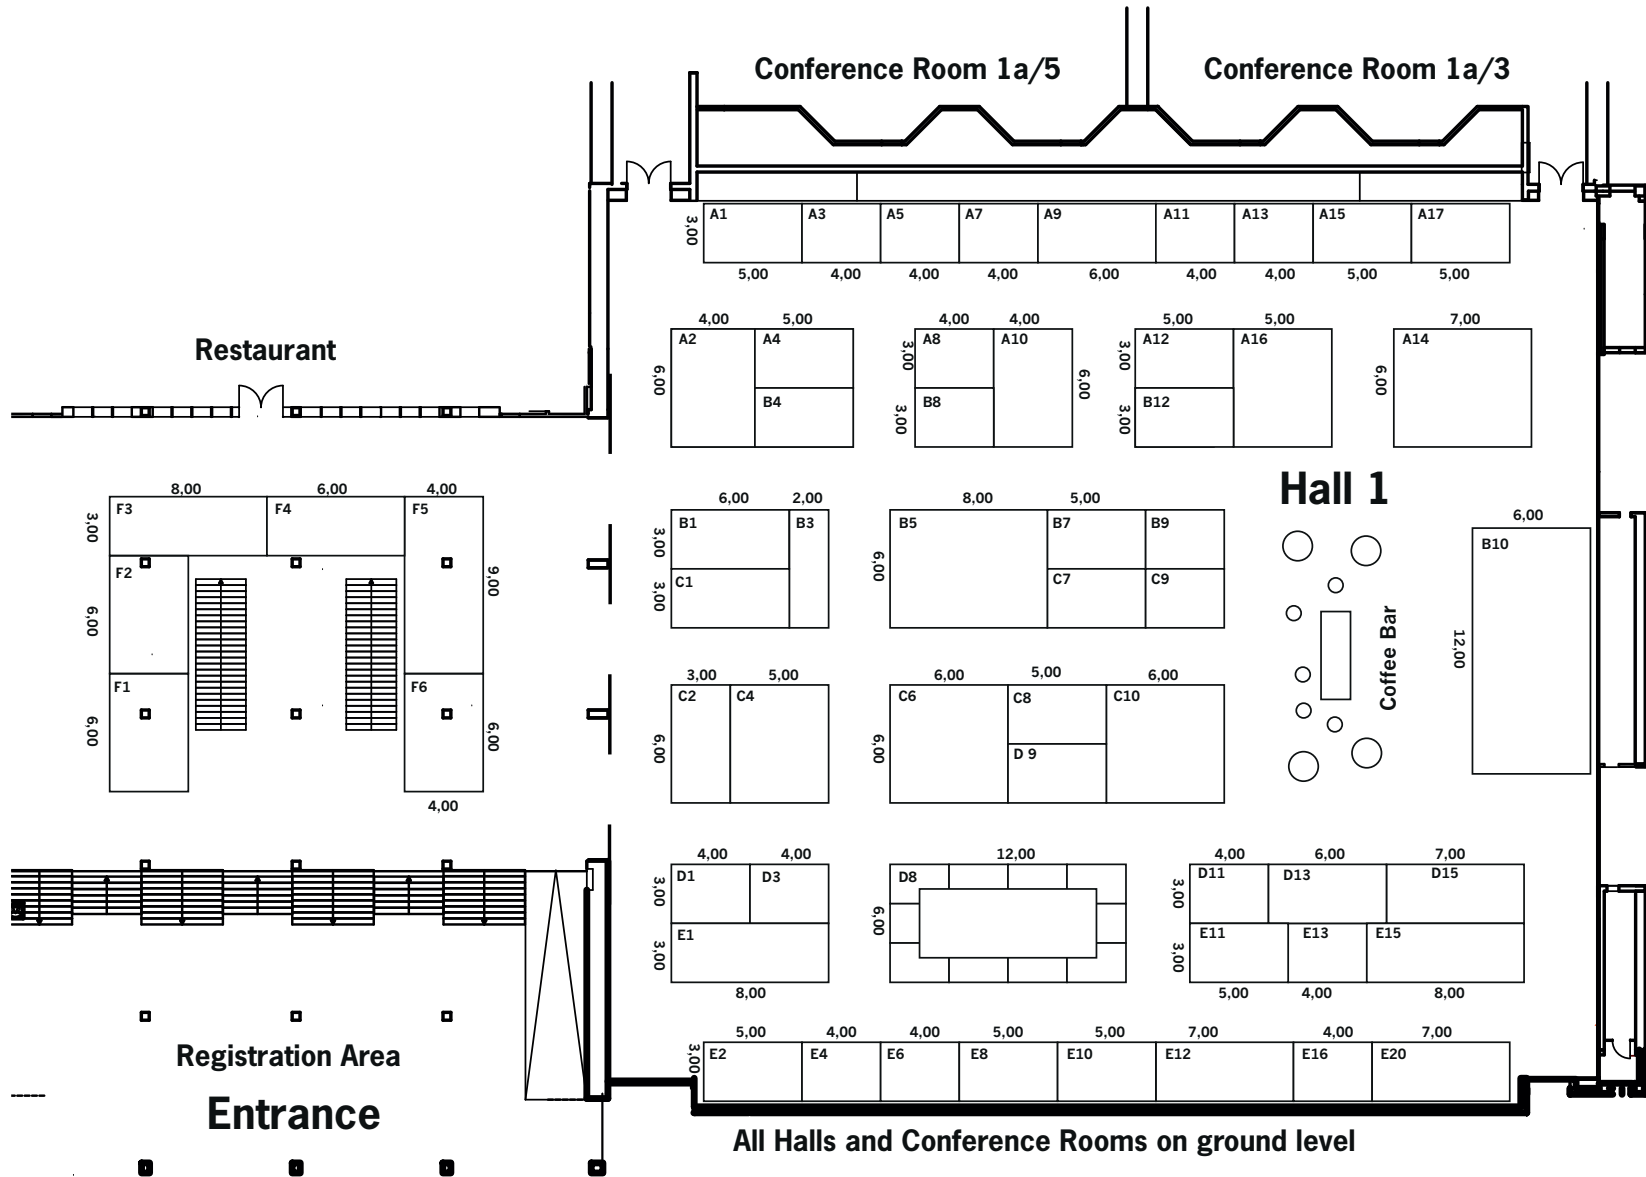 Conference Room 1a/5
Conference Room 1a/3
A1 A3 A5 A7 A9 A11 A13 A15 A17
3,00
5,00 4,00 4,00 4,00 6,00 4,00 4,00 5,00 5,00
Restaurant
4,00 5,00 4,00 4,00 5,00 5,00 7,00
A2 A4 A8 A10 A12 A16 A14
6,00 3,00 6,00 3,00 6,00
B4 B8 B12
3,00 3,00
Hall 1
8,00 6,00 4,00
F3 F4 F5
3,00
F2
6,00 9,00
F1 F6
6,00 6,00
4,00
6,00 2,00 8,00 5,00 6,00
B1 B3 B5 B7 B9 B10
3,00 6,00
C1 C7 C9
3,00
12,00
Coffee Bar
3,00 5,00 6,00 5,00 6,00
C2 C4 C6 C8 C10
6,00 6,00
D 9
4,00 4,00 12,00 4,00 6,00 7,00
D1 D3 D8 D11 D13 D15
3,00 6,00 3,00
E1 E11 E13 E15
3,00 3,00
8,00 5,00 4,00 8,00
5,00 4,00 4,00 5,00 5,00 7,00 4,00 7,00
3,00
E2 E4 E6 E8 E10 E12 E16 E20
Registration Area
Entrance
All Halls and Conference Rooms on ground level